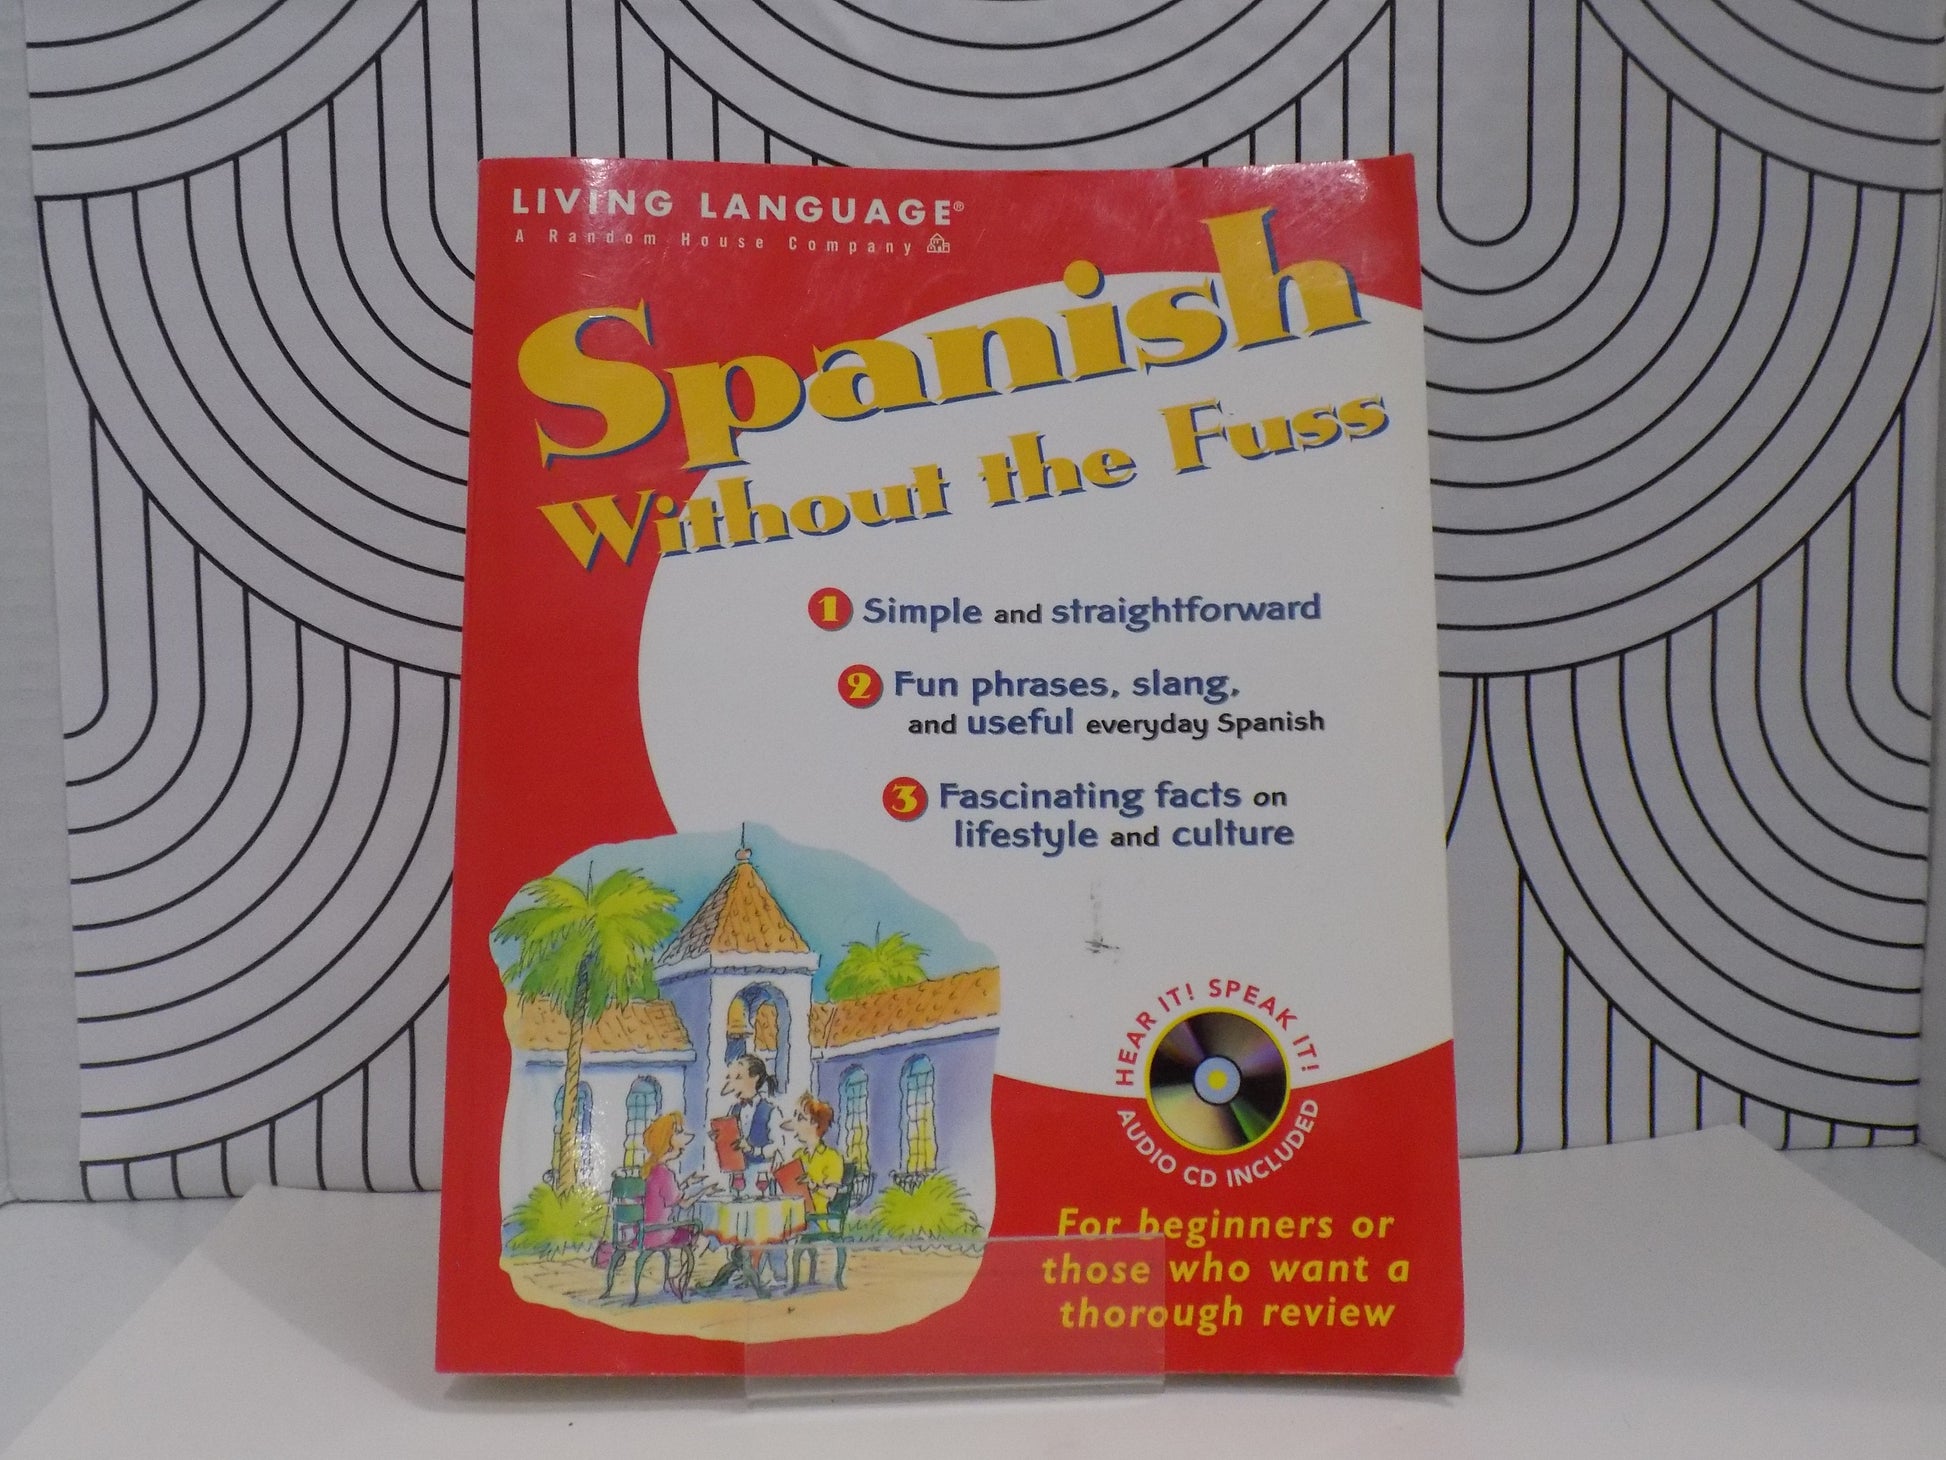 LIVING LANGUAGE®
A Random House Company
Spanish
Without the Fuss
1 Simple and straightforward
2 Fun phrases, slang,
and useful everyday Spanish
3 Fascinating facts on
lifestyle and culture
HEAR IT! SPEAK IT!
AUDIO CD INCLUDED
For beginners or
those who want a
thorough review